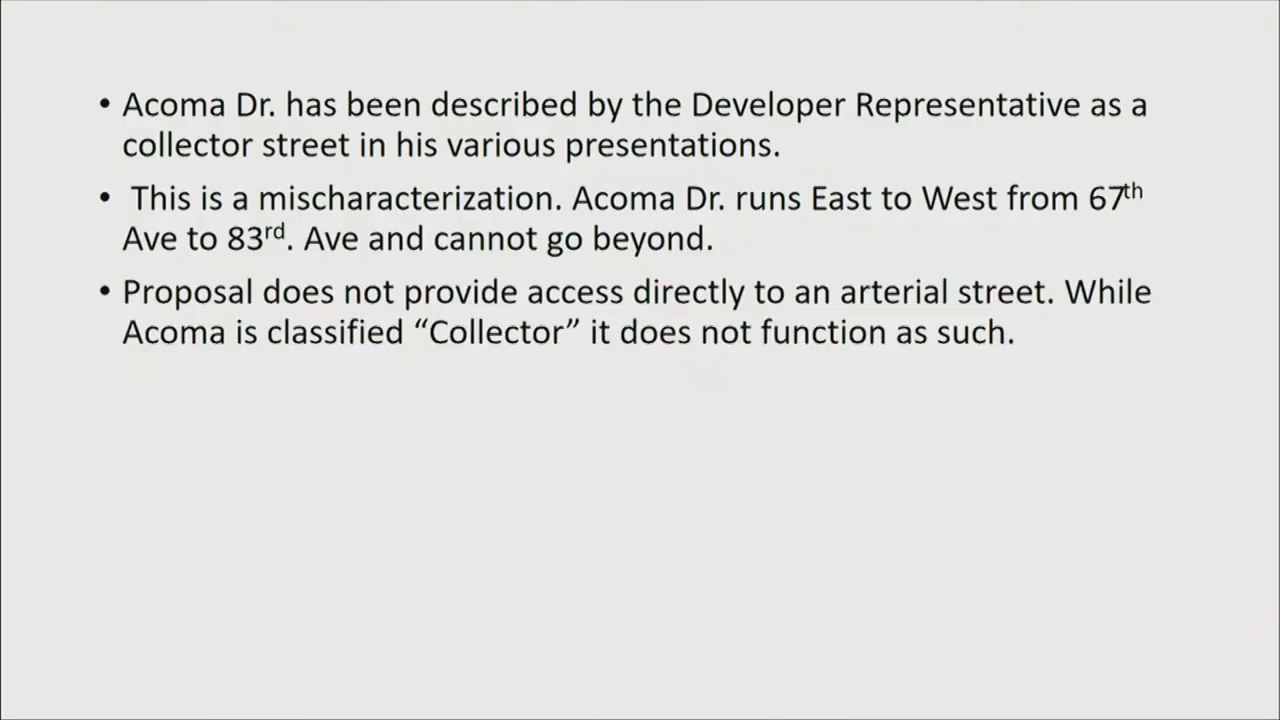 • Acoma Dr. has been described by the Developer Representative as a
collector street in his various presentations.
• This is a mischaracterization. Acoma Dr. runs East to West from 67th
Ave to 83rd. Ave and cannot go beyond.
• Proposal does not provide access directly to an arterial street. While
Acoma is classified “Collector” it does not function as such.